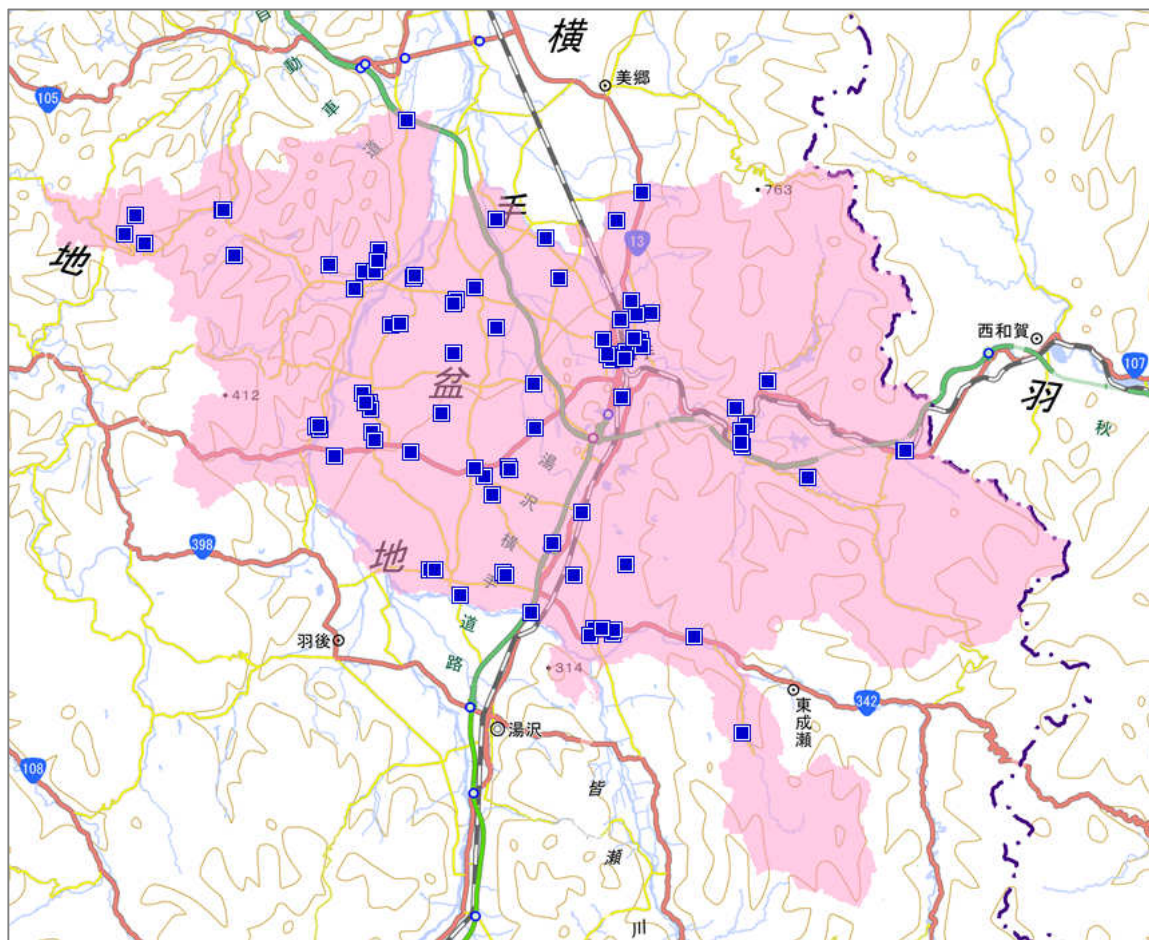 横
自
動
車
道
美郷
105
手
763
13
地
西和賀
107
羽
秋
412
盆
湯
沢
横
手
道
路
398
地
羽後
314
湯沢
東成瀬
342
108
皆
瀬
川